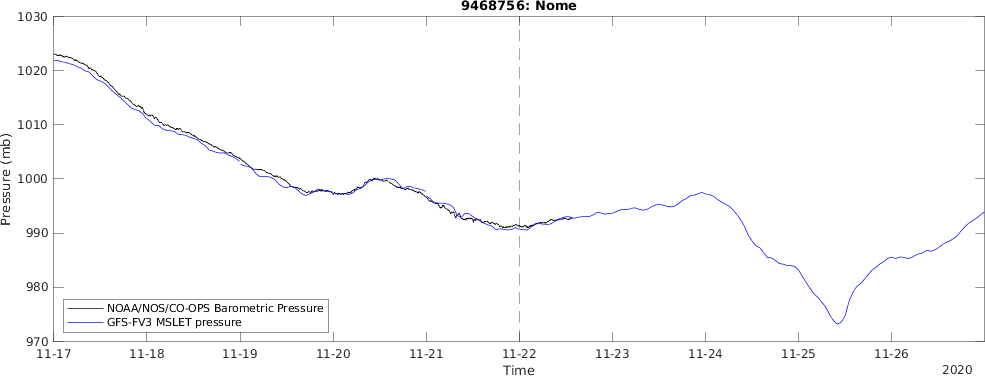 9468756: Nome
1030
1020
1010
1000
990
980
970
Pressure (mb)
NOAA/NOS/CO-OPS Barometric Pressure
GFS-FV3 MSLET pressure
11-17 11-18 11-19 11-20 11-21 11-22 11-23 11-24 11-25 11-26
Time
2020